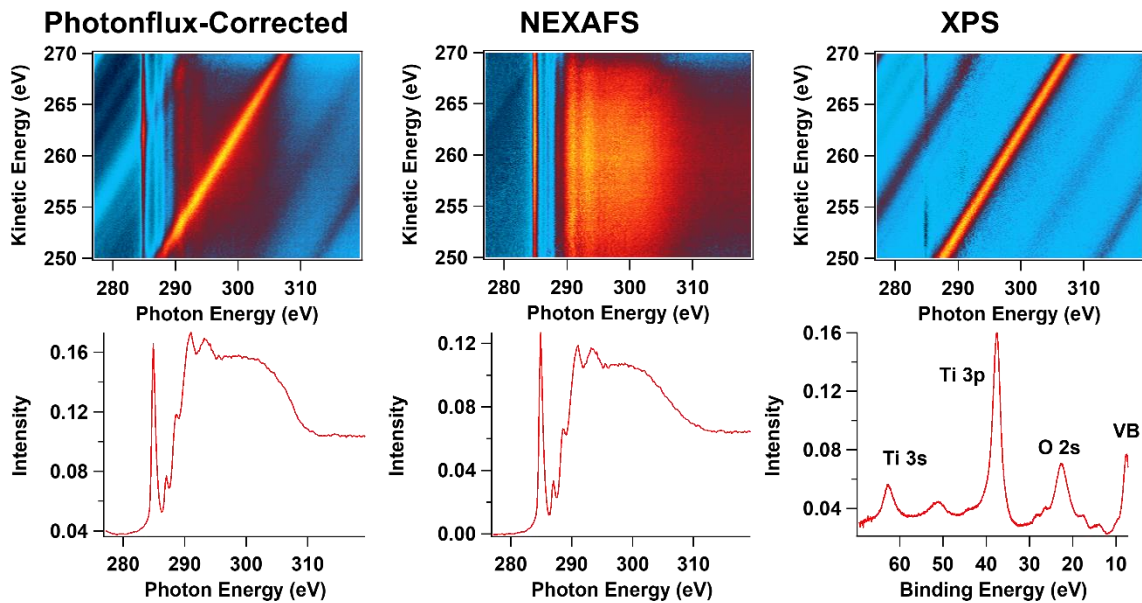 Photonflux-Corrected
NEXAFS
XPS
Kinetic Energy (eV)
270
265
260
255
250
280 290 300 310
Photon Energy (eV)
Kinetic Energy (eV)
270
265
260
255
250
280 290 300 310
Photon Energy (eV)
Kinetic Energy (eV)
270
265
260
255
250
280 290 300 310
Photon Energy (eV)
Intensity
0.16
0.12
0.08
0.04
280 290 300 310
Photon Energy (eV)
Intensity
0.12
0.08
0.04
0.00
280 290 300 310
Photon Energy (eV)
Intensity
0.16
0.12
0.08
0.04
Ti 3s
Ti 3p
O 2s
VB
60 50 40 30 20 10
Binding Energy (eV)